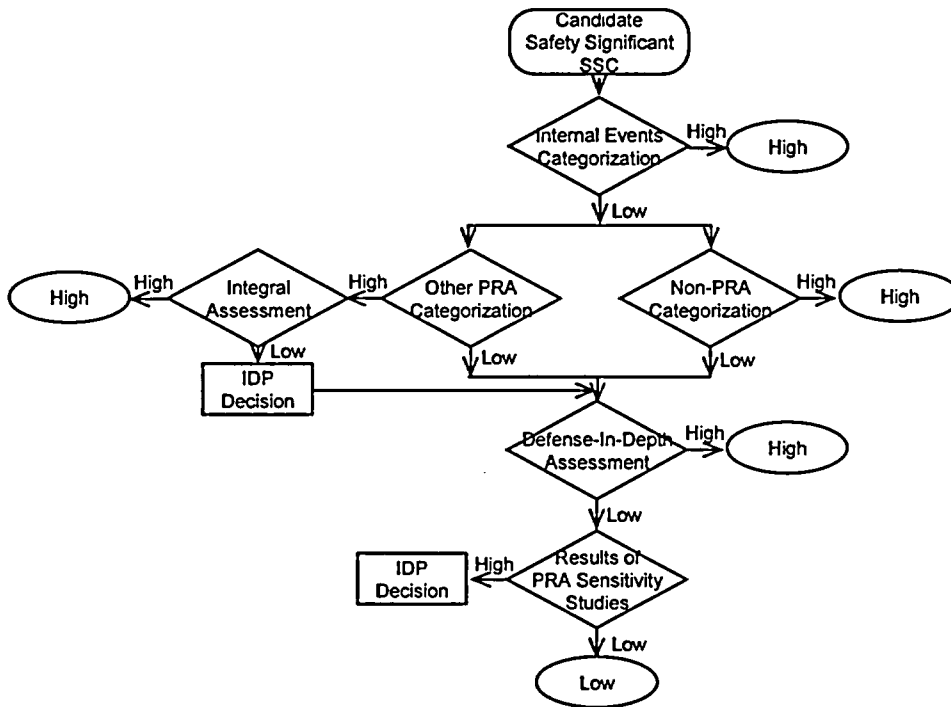 Candidate
Safety Significant
SSC
Internal Events
Categorization
High
High
Low
High
Integral
Assessment
High
High
Other PRA
Categorization
Non-PRA
Categorization
High
High
Low
Low
Low
IDP
Decision
Defense-In-Depth
Assessment
High
High
Low
IDP
Decision
High
Results of
PRA Sensitivity
Studies
Low
Low